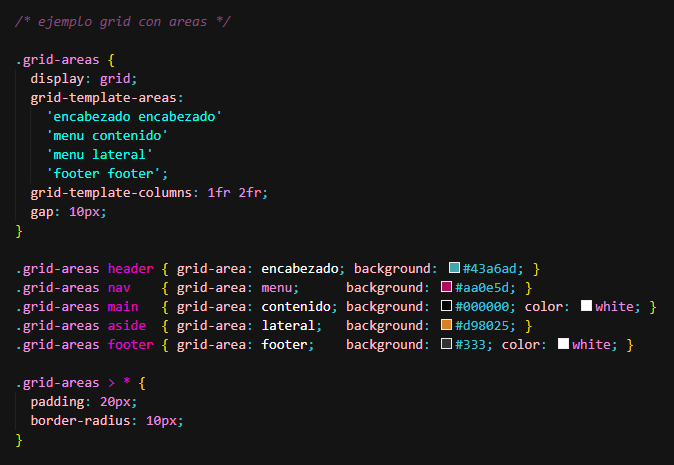 /* ejemplo grid con areas */

.grid-areas {
  display: grid;
  grid-template-areas:
    'encabezado encabezado'
    'menu contenido'
    'menu lateral'
    'footer footer';
  grid-template-columns: 1fr 2fr;
  gap: 10px;
}

.grid-areas header { grid-area: encabezado; background: #43a6ad; }
.grid-areas nav    { grid-area: menu;      background: #aa0e5d; }
.grid-areas main   { grid-area: contenido; background: #000000; color: white; }
.grid-areas aside  { grid-area: lateral;   background: #d98025; }
.grid-areas footer { grid-area: footer;    background: #333; color: white; }

.grid-areas > * {
  padding: 20px;
  border-radius: 10px;
}